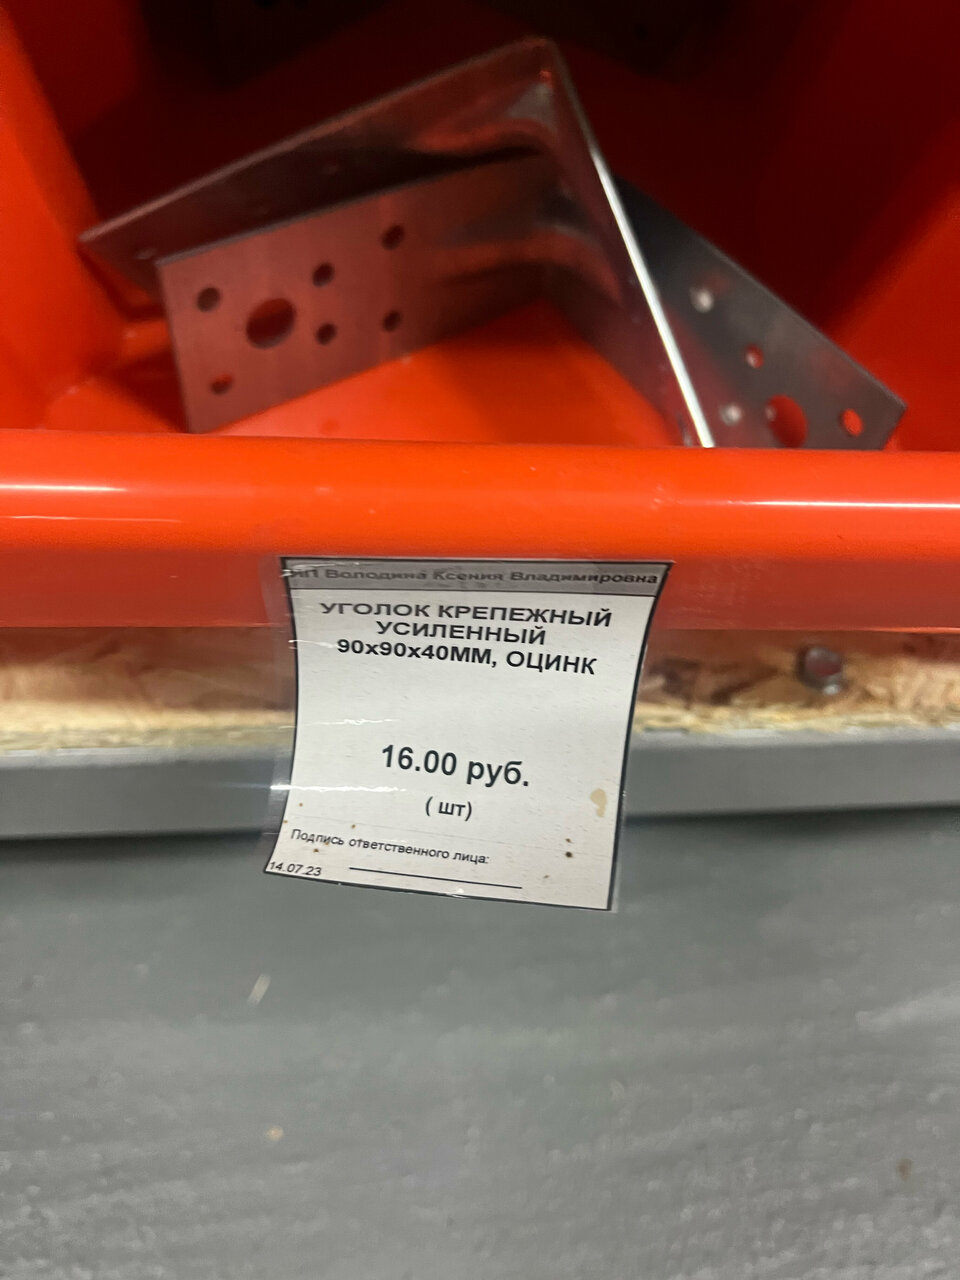 ИП Володина Ксения Владимировна
УГОЛОК КРЕПЕЖНЫЙ
УСИЛЕННЫЙ
90х90х40ММ, ОЦИНК
16.00 руб.
( шт)
Подпись ответственного лица:
14.07.23